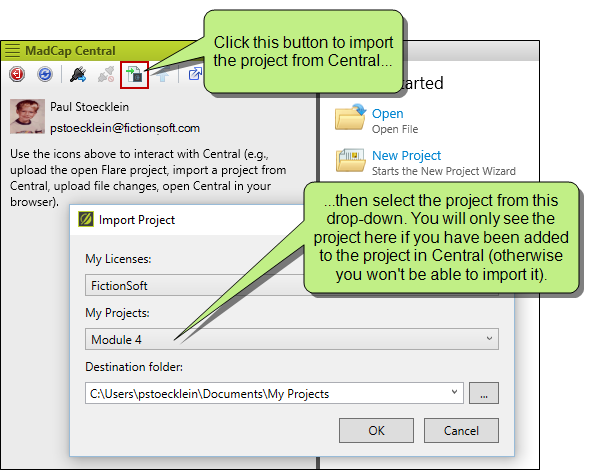 Click this button to import
the project from Central...
MadCap Central
Started
Paul Stoecklein
pstoecklein@fictionsoft.com
Open
Open File
Use the icons above to interact with Central (e.g.,
upload the open Flare project, import a project from
Central, upload file changes, open Central in your
browser).
New Project
Starts the New Project Wizard
...then select the project from this
drop-down. You will only see the
project here if you have been added
to the project in Central (otherwise
you won't be able to import it).
Import Project
My Licenses:
FictionSoft
My Projects:
Module 4
Destination folder:
C:\Users\pstoecklein\Documents\My Projects
...
OK
Cancel